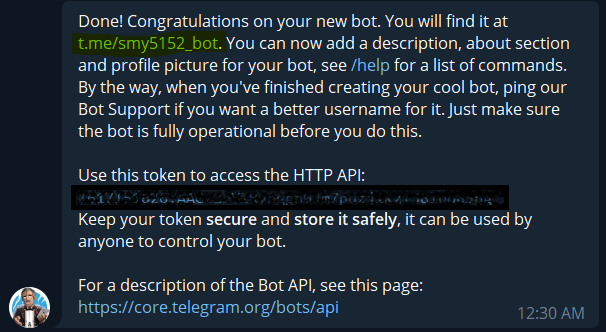 Done! Congratulations on your new bot. You will find it at
t.me/smy5152_bot. You can now add a description, about section
and profile picture for your bot, see /help for a list of commands.
By the way, when you've finished creating your cool bot, ping our
Bot Support if you want a better username for it. Just make sure
the bot is fully operational before you do this.
Use this token to access the HTTP API:
Keep your token secure and store it safely, it can be used by
anyone to control your bot.
For a description of the Bot API, see this page:
https://core.telegram.org/bots/api
12:30 AM